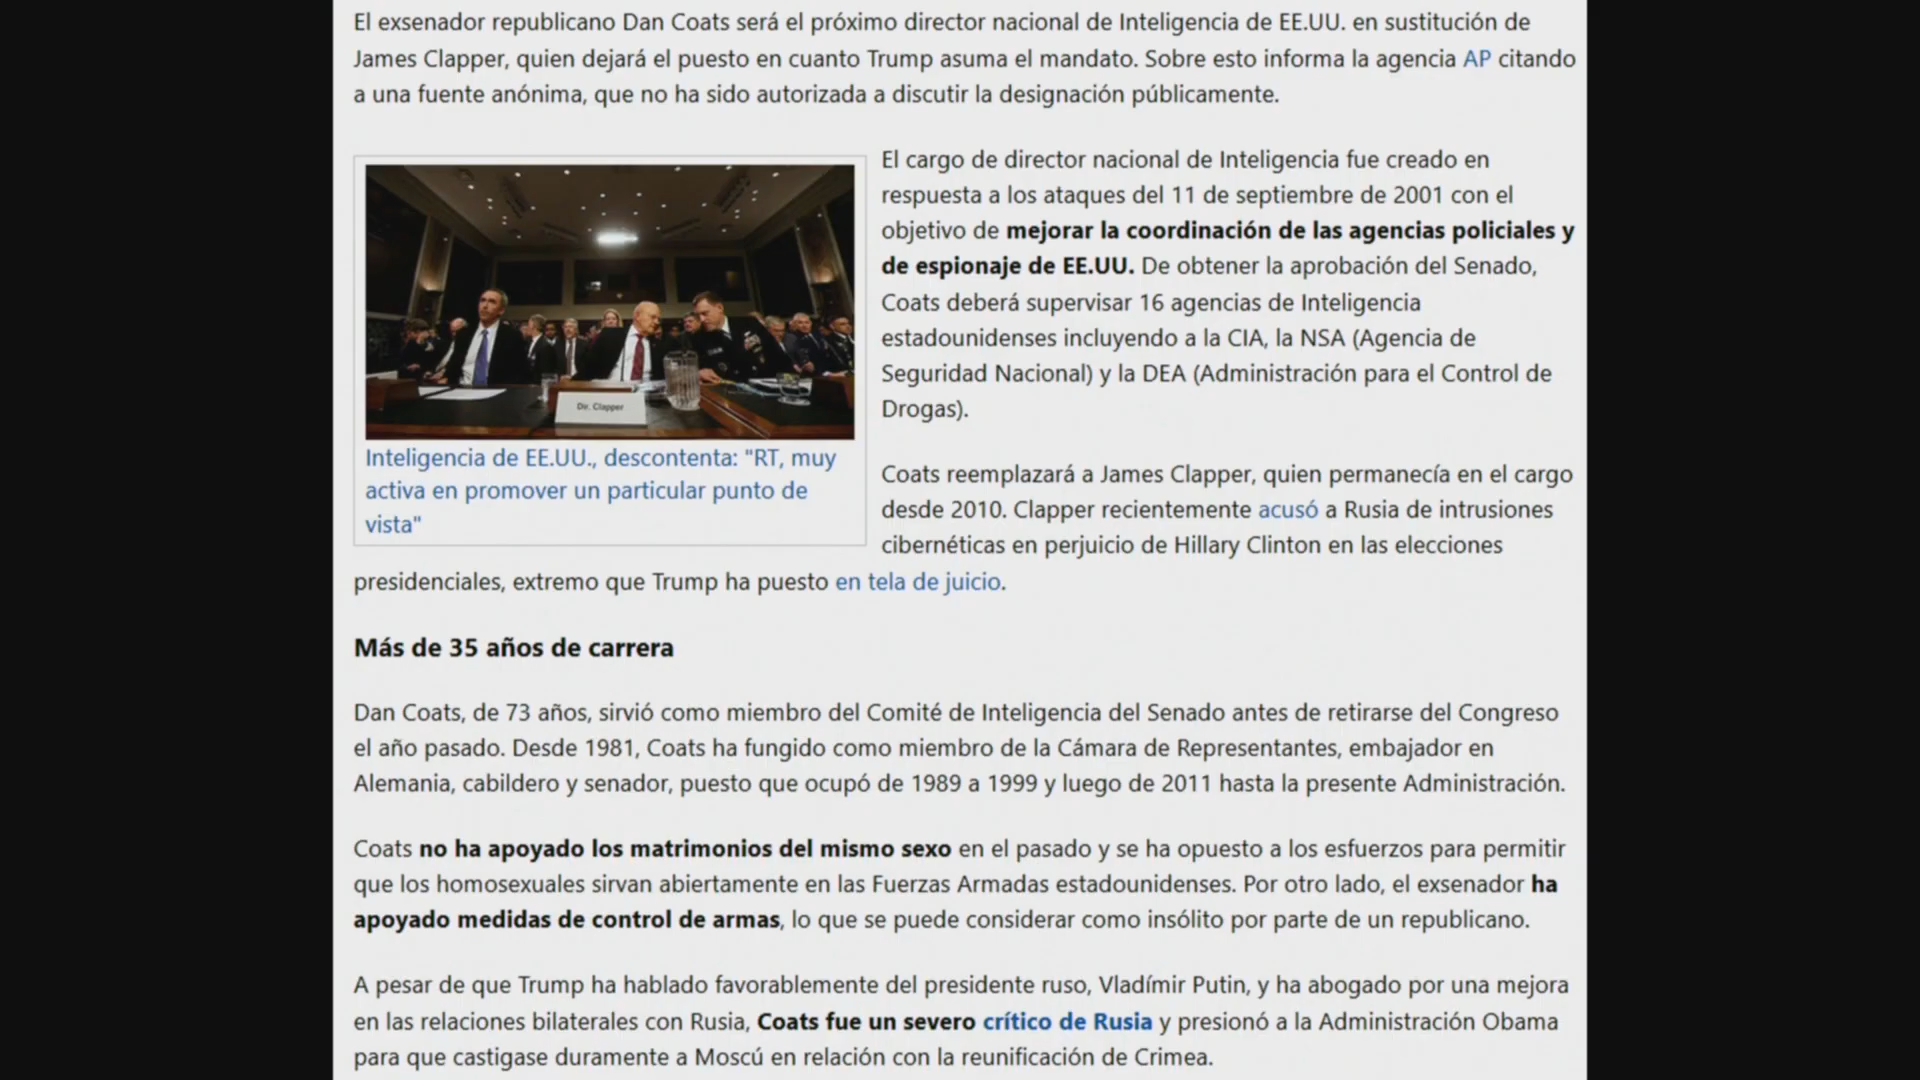 El exsenador republicano Dan Coats será el próximo director nacional de Inteligencia de EE.UU. en sustitución de
James Clapper, quien dejará el puesto en cuanto Trump asuma el mandato. Sobre esto informa la agencia AP citando
a una fuente anónima, que no ha sido autorizada a discutir la designación públicamente.
Dir. Clapper
Inteligencia de EE.UU., descontenta: "RT, muy
activa en promover un particular punto de
vista"
El cargo de director nacional de Inteligencia fue creado en
respuesta a los ataques del 11 de septiembre de 2001 con el
objetivo de mejorar la coordinación de las agencias policiales y
de espionaje de EE.UU. De obtener la aprobación del Senado,
Coats deberá supervisar 16 agencias de Inteligencia
estadounidenses incluyendo a la CIA, la NSA (Agencia de
Seguridad Nacional) y la DEA (Administración para el Control de
Drogas).
Coats reemplazará a James Clapper, quien permanecía en el cargo
desde 2010. Clapper recientemente acusó a Rusia de intrusiones
cibernéticas en perjuicio de Hillary Clinton en las elecciones
presidenciales, extremo que Trump ha puesto en tela de juicio.
Más de 35 años de carrera
Dan Coats, de 73 años, sirvió como miembro del Comité de Inteligencia del Senado antes de retirarse del Congreso
el año pasado. Desde 1981, Coats ha fungido como miembro de la Cámara de Representantes, embajador en
Alemania, cabildero y senador, puesto que ocupó de 1989 a 1999 y luego de 2011 hasta la presente Administración.
Coats no ha apoyado los matrimonios del mismo sexo en el pasado y se ha opuesto a los esfuerzos para permitir
que los homosexuales sirvan abiertamente en las Fuerzas Armadas estadounidenses. Por otro lado, el exsenador ha
apoyado medidas de control de armas, lo que se puede considerar como insólito por parte de un republicano.
A pesar de que Trump ha hablado favorablemente del presidente ruso, Vladímir Putin, y ha abogado por una mejora
en las relaciones bilaterales con Rusia, Coats fue un severo crítico de Rusia y presionó a la Administración Obama
para que castigase duramente a Moscú en relación con la reunificación de Crimea.